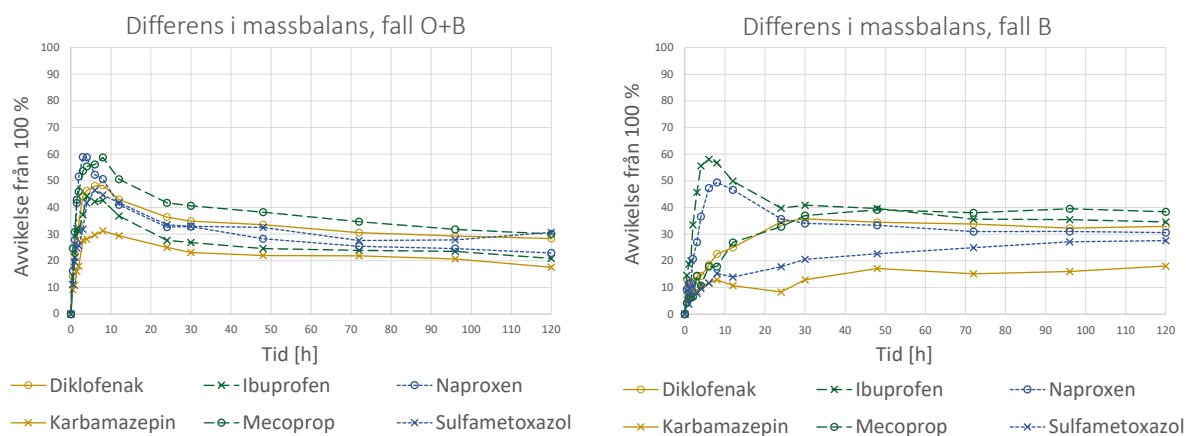 Differens i massbalans, fall O+B
Avvikelse från 100 %
100
90
80
70
60
50
40
30
20
10
0
0 10 20 30 40 50 60 70 80 90 100 110 120
Tid [h]
Diklofenak Ibuprofen Naproxen
Karbamazepin Mecoprop Sulfametoxazol
Differens i massbalans, fall B
Avvikelse från 100 %
100
90
80
70
60
50
40
30
20
10
0
0 10 20 30 40 50 60 70 80 90 100 110 120
Tid [h]
Diklofenak Ibuprofen Naproxen
Karbamazepin Mecoprop Sulfametoxazol